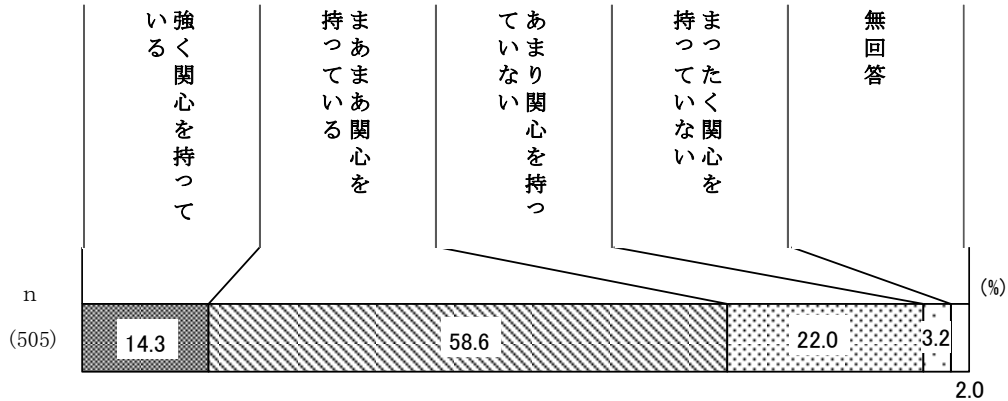 強く関心を持って
いる
まあまあ関心を
持っている
あまり関心を持っ
ていない
まったく関心を
持っていない
無回答
(%)
n
(505)
14.3
58.6
22.0
3.2
2.0